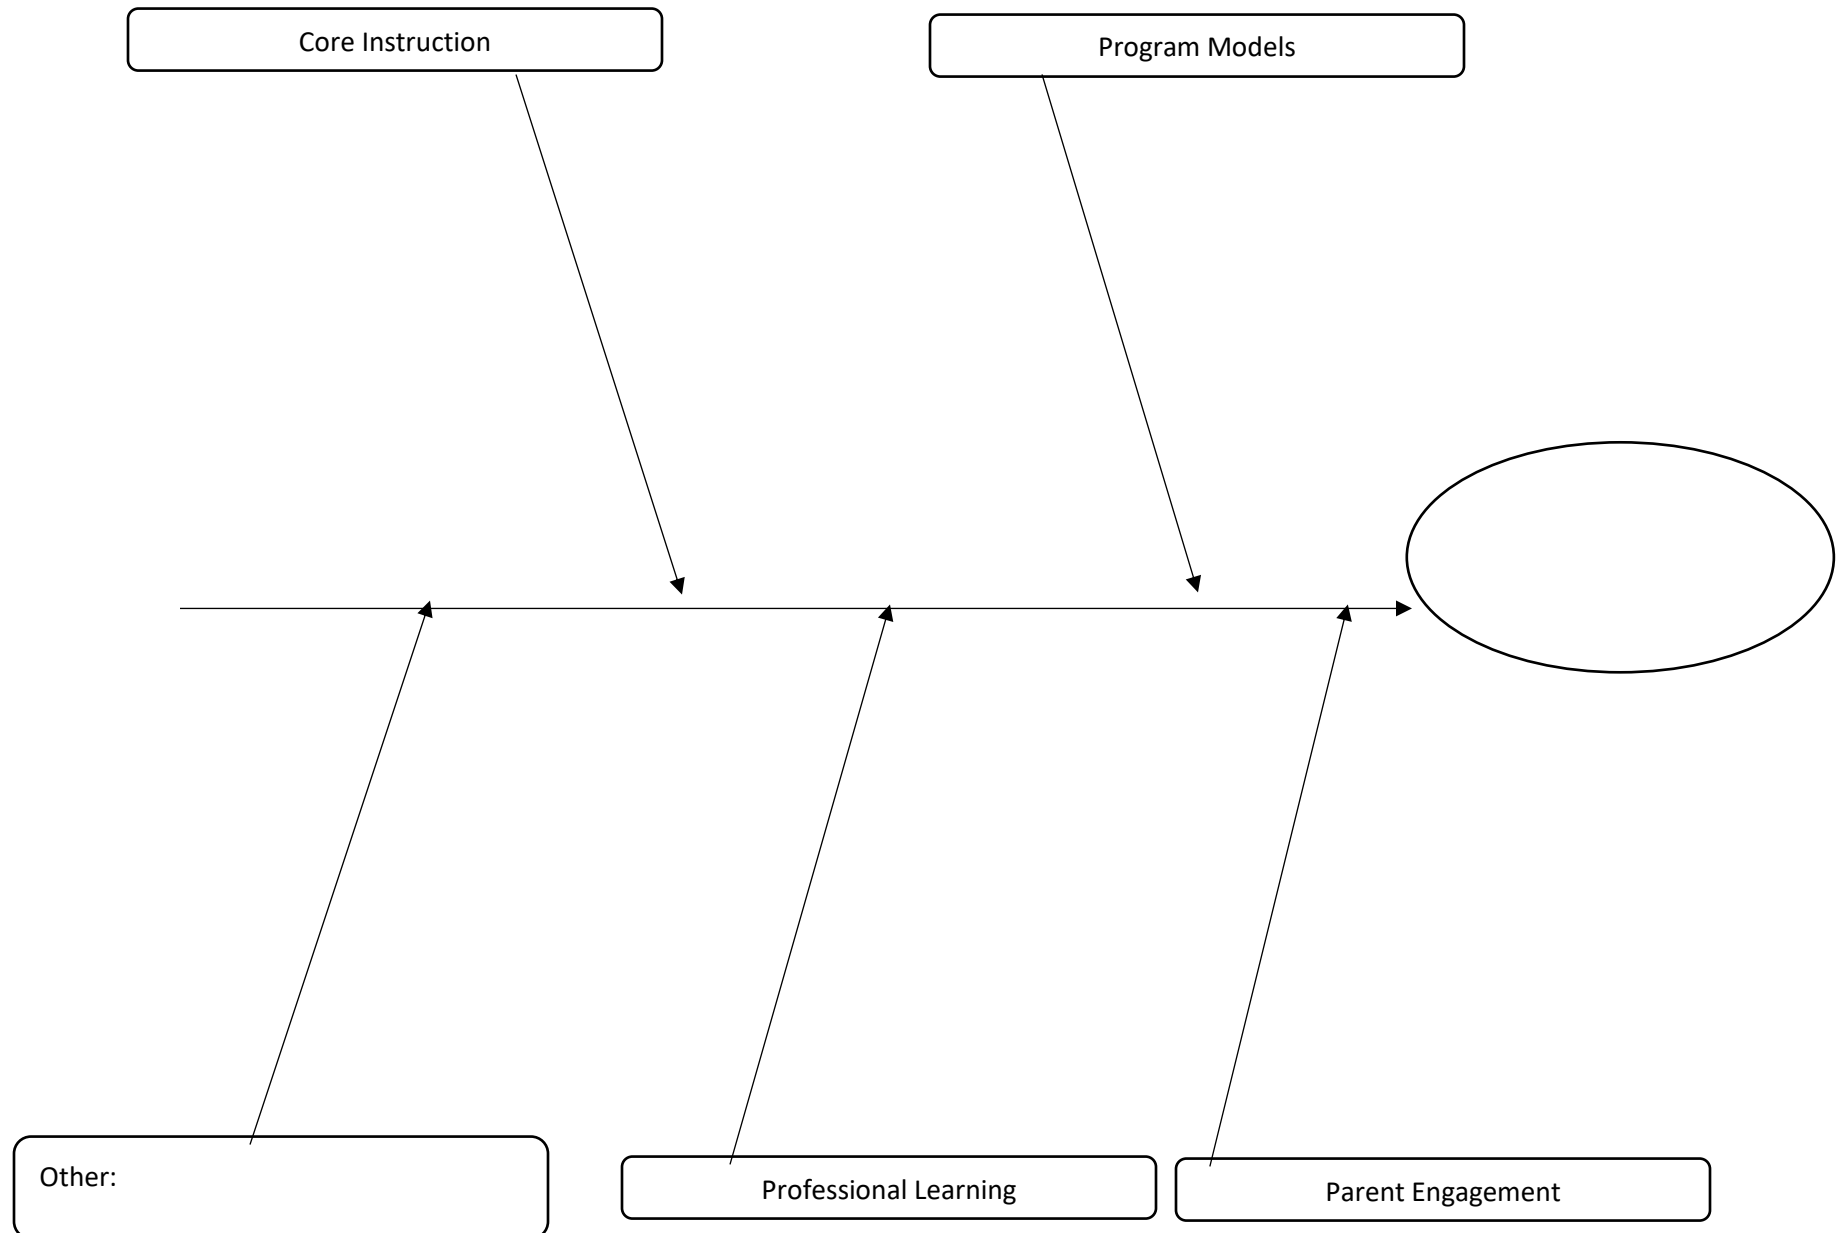 Core Instruction
Program Models
Other:
Professional Learning
Parent Engagement